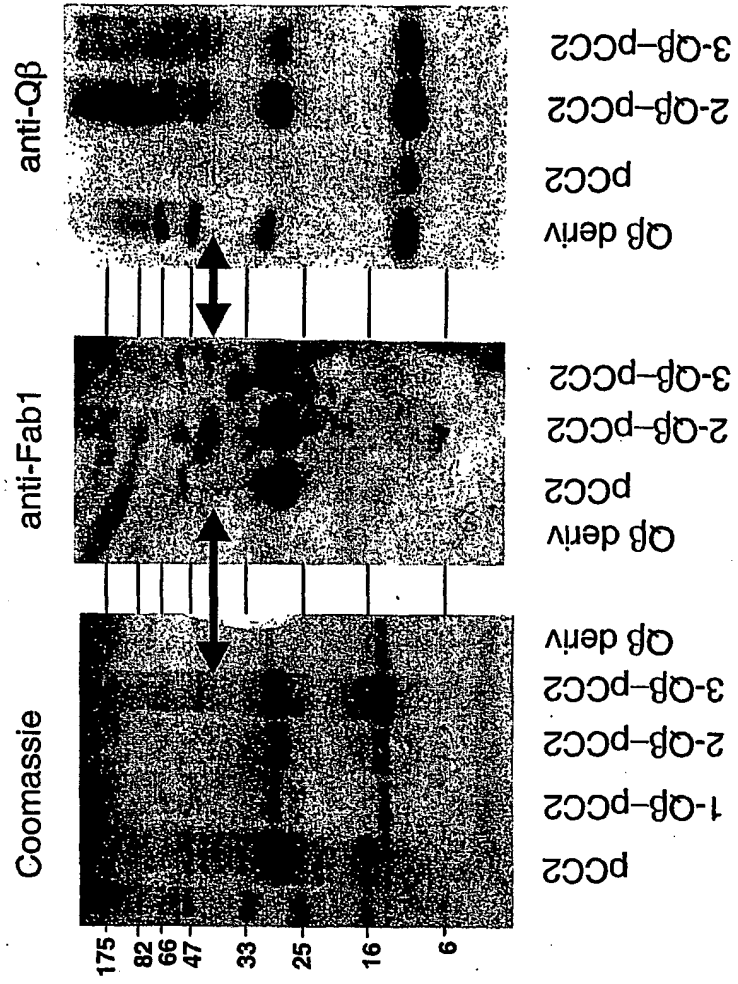 Coomassie
175
82
66
47
33
25
16
6
pCC2
1-Qβ–pCC2
2-Qβ–pCC2
3-Qβ–pCC2
Qβ deriv
anti-Fab1
Qβ deriv
pCC2
2-Qβ–pCC2
3-Qβ–pCC2
anti-Qβ
Qβ deriv
pCC2
2-Qβ–pCC2
3-Qβ–pCC2